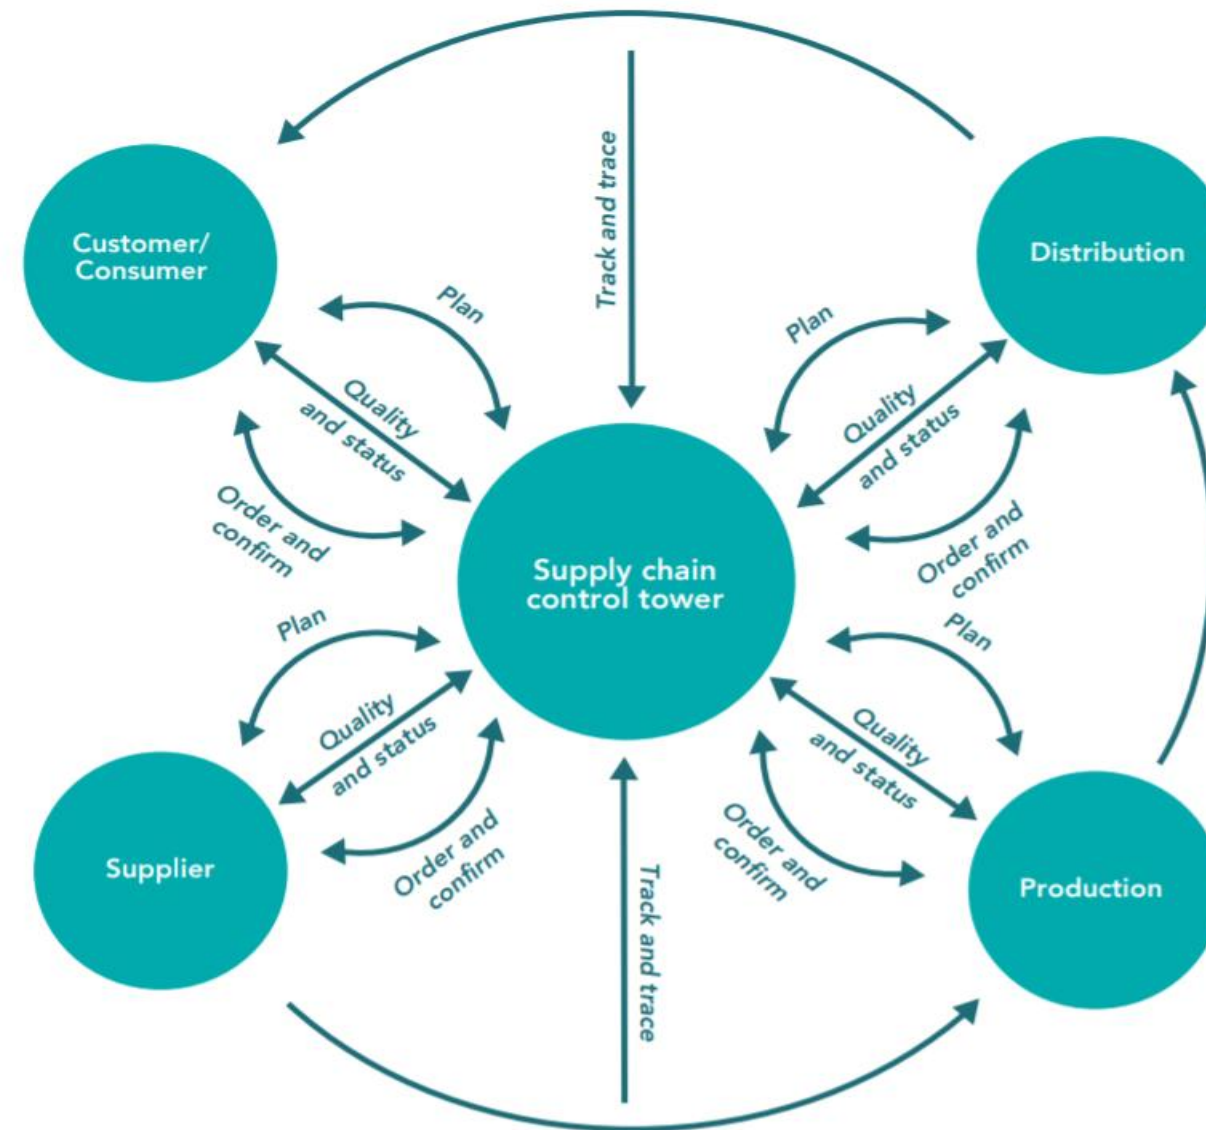 Track and trace
Customer/
Consumer
Distribution
Plan
Plan
Quality
and status
Quality
and status
Order and
confirm
Order and
confirm
Supply chain
control tower
Plan
Plan
Quality
and status
Quality
and status
Order and
confirm
Order and
confirm
Supplier
Production
Track and trace